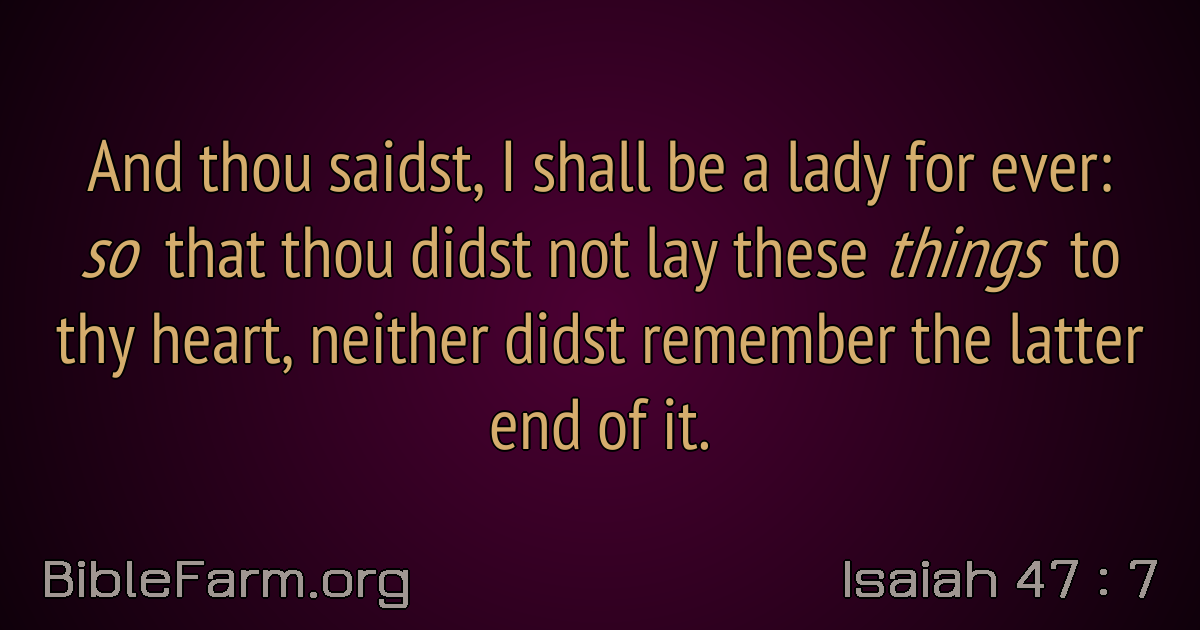 And thou saidst, I shall be a lady for ever:
so that thou didst not lay these things to
thy heart, neither didst remember the latter
end of it.
BibleFarm.org
Isaiah 47 : 7